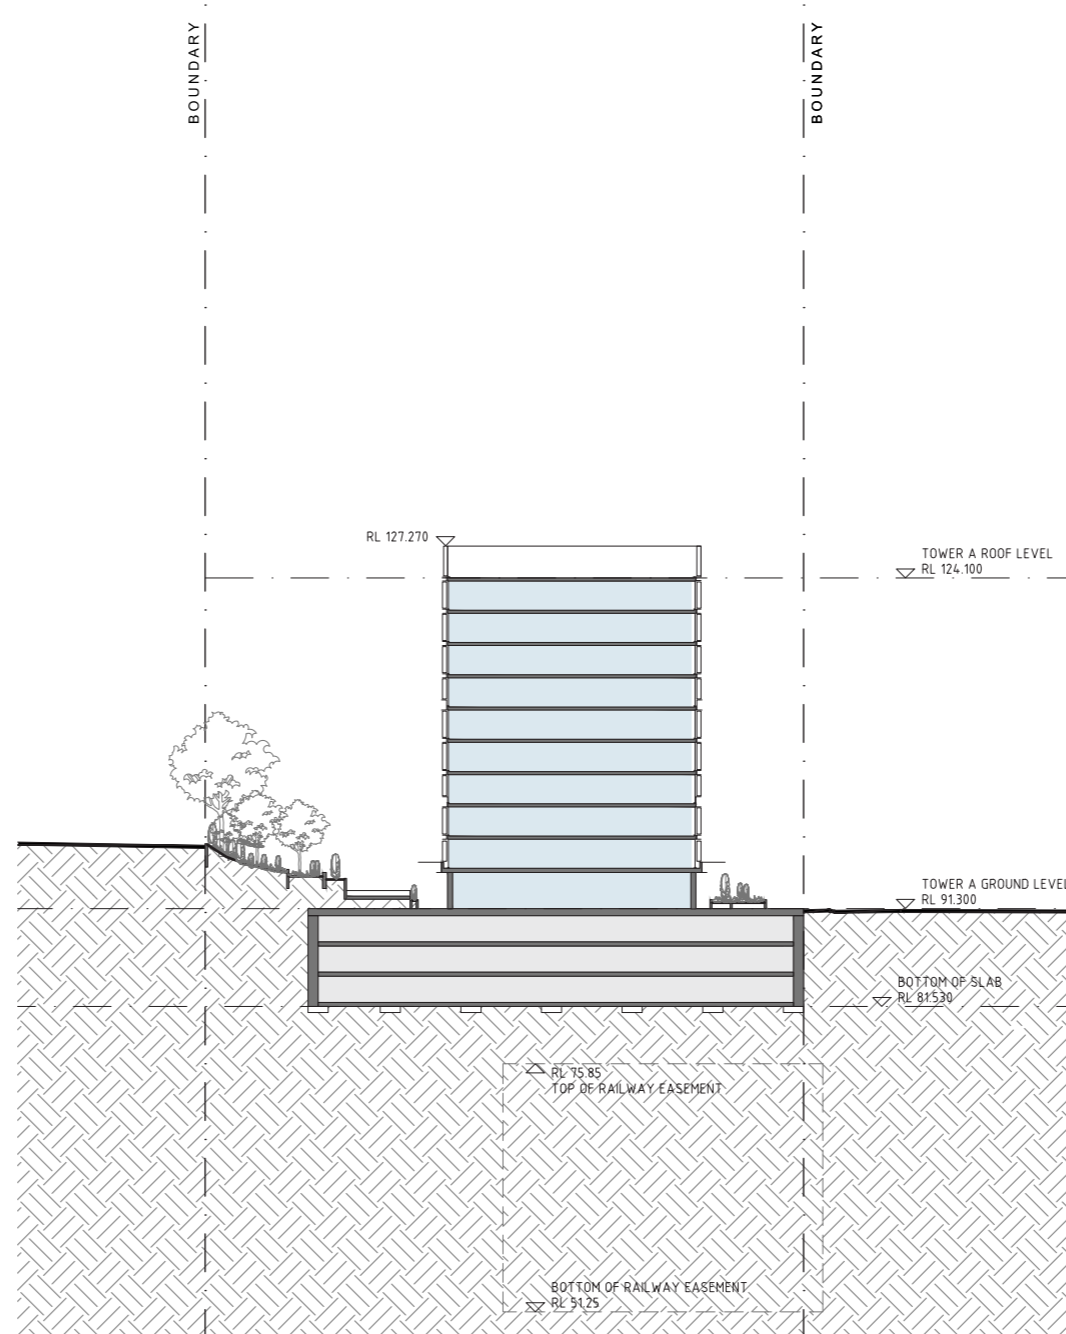 BOUNDARY
BOUNDARY
RL 127.270
TOWER A ROOF LEVEL
RL 124.100
TOWER A GROUND LEVEL
RL 91.300
BOTTOM OF SLAB
RL 81.530
RL 75.85
TOP OF RAILWAY EASEMENT
BOTTOM OF RAILWAY EASEMENT
RL 51.25